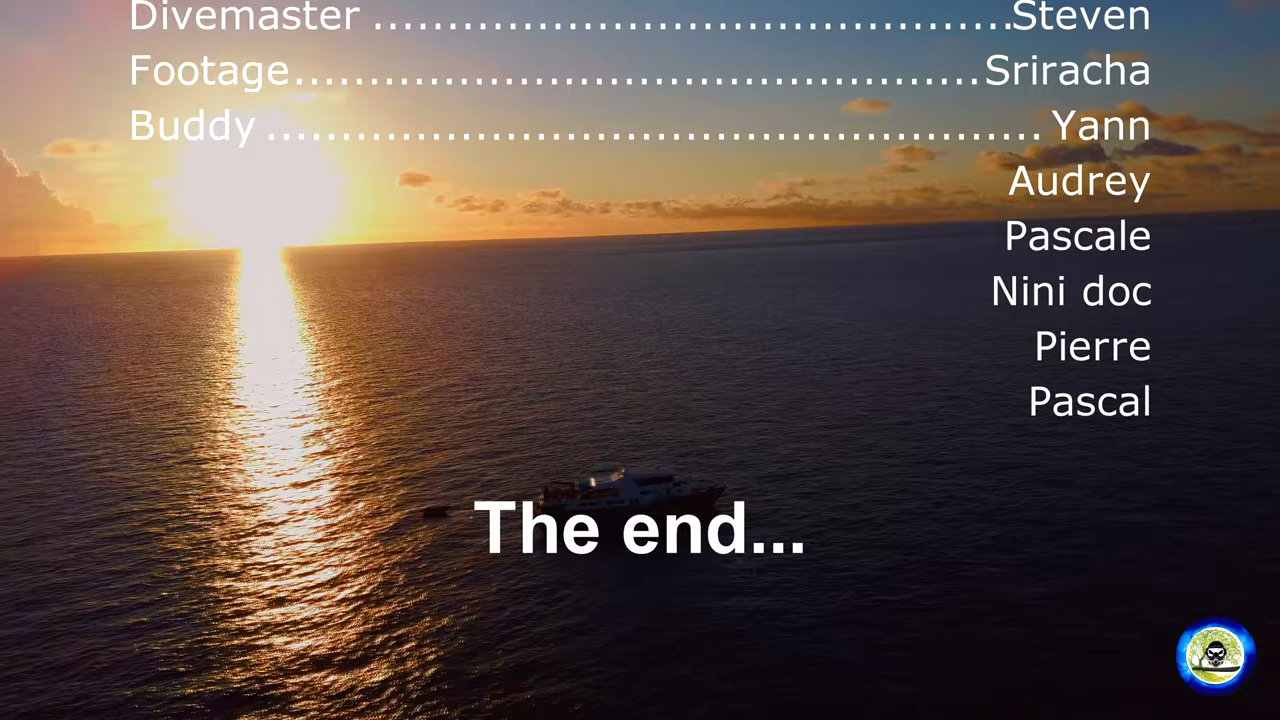 Divemaster ....................................................Steven
Footage.......................................................Sriracha
Buddy .............................................................. Yann
Audrey
Pascale
Nini doc
Pierre
Pascal
The end...